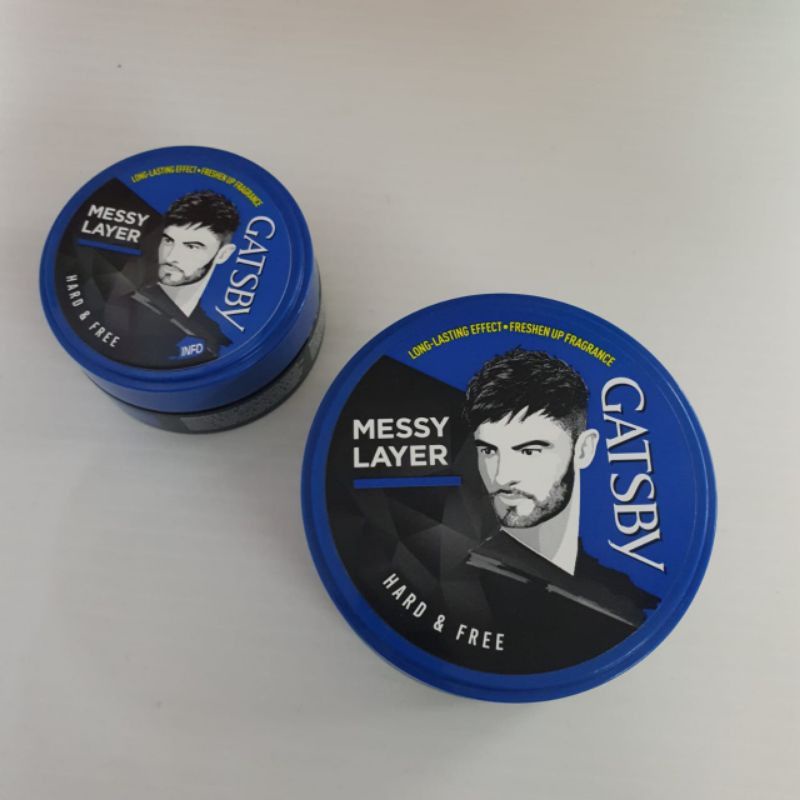 LONG-LASTING EFFECT • FRESHEN UP FRAGRANCE
MESSY
LAYER
GATSBY
HARD & FREE
INFO
LONG-LASTING EFFECT • FRESHEN UP FRAGRANCE
MESSY
LAYER
GATSBY
HARD & FREE